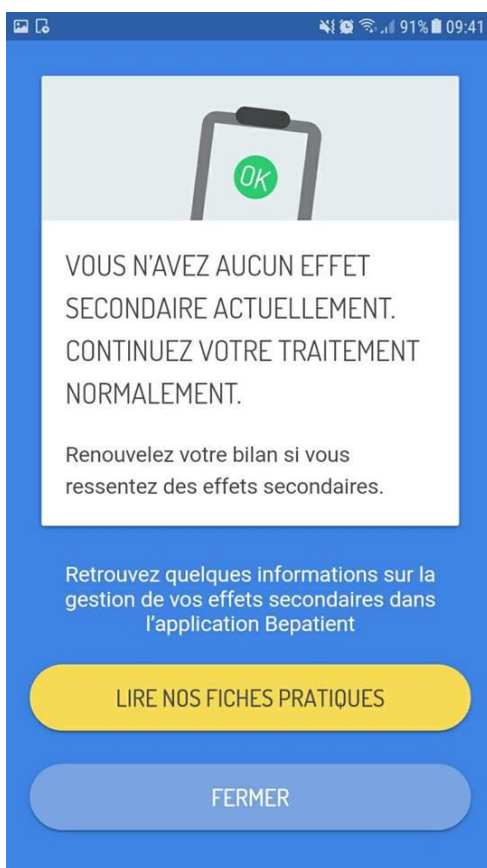 91% 09:41
OK
VOUS N'AVEZ AUCUN EFFET
SECONDAIRE ACTUELLEMENT.
CONTINUEZ VOTRE TRAITEMENT
NORMALEMENT.
Renouvelez votre bilan si vous
ressentez des effets secondaires.
Retrouvez quelques informations sur la
gestion de vos effets secondaires dans
l'application Bepatient
LIRE NOS FICHES PRATIQUES
FERMER